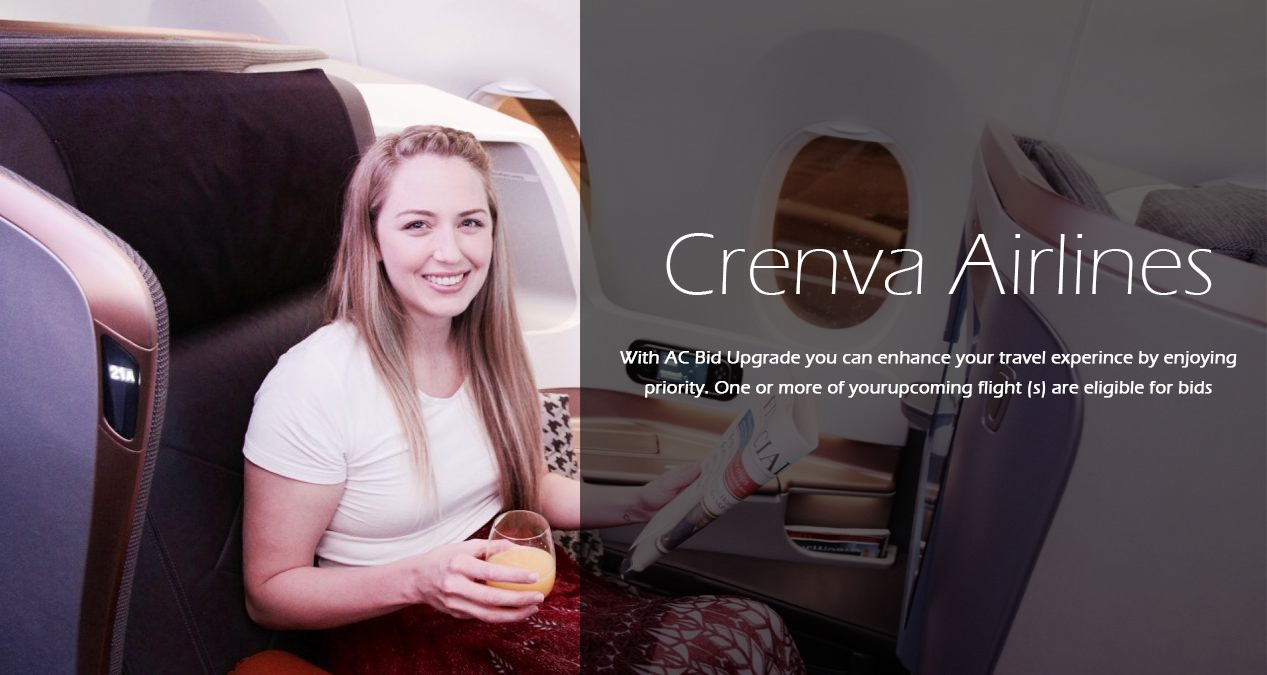 Crenva Airlines
With AC Bid Upgrade you can enhance your travel experince by enjoying
priority. One or more of yourupcoming flight (s) are eligible for bids
21A
CIAL